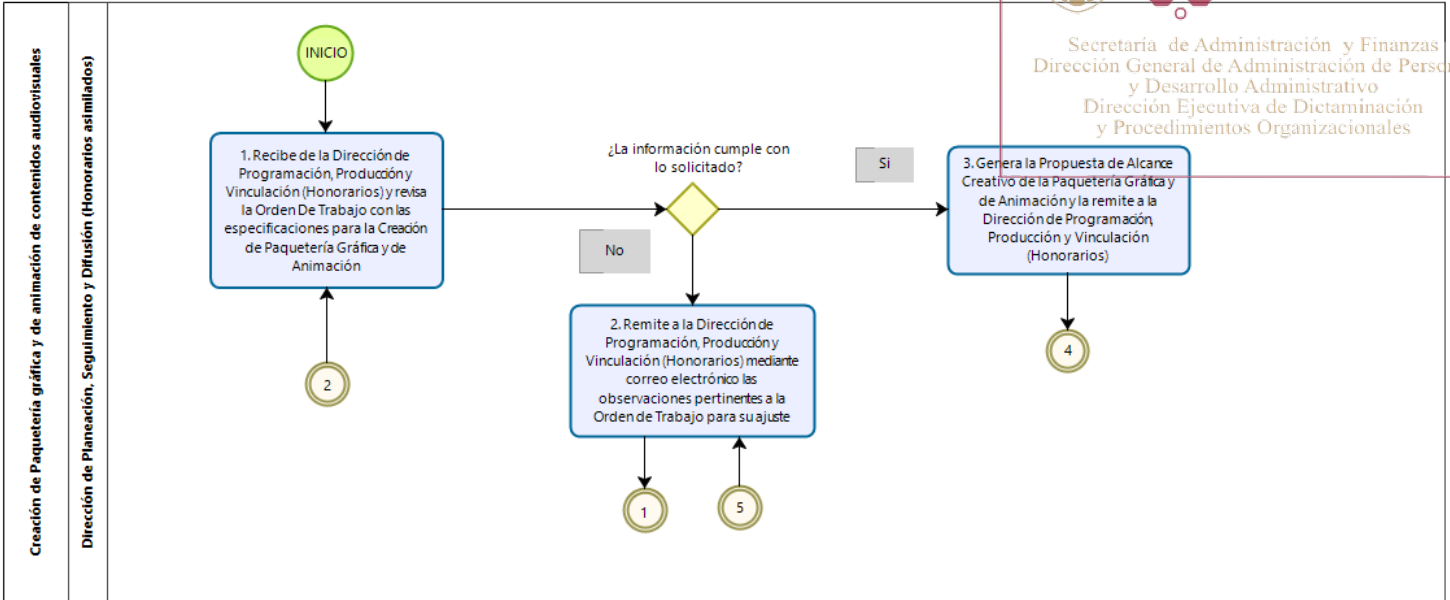 Creación de Paquetería gráfica y de animación de contenidos audiovisuales
Dirección de Planeación, Seguimiento y Difusión (Honorarios asimilados)
Secretaría de Administración y Finanzas
Dirección General de Administración de
y Desarrollo Administrativo
Dirección Ejecutiva de Dictaminación
y Procedimientos Organizacionales
INICIO
1. Recibe de la Dirección de
Programación, Producción y
Vinculación (Honorarios) y revisa
la Orden De Trabajo con las
especificaciones para la Creación
de Paquetería Gráfica y de
Animación
2
¿La información cumple con
lo solicitado?
Si
No
2. Remite a la Dirección de
Programación, Producción y
Vinculación (Honorarios) mediante
correo electrónico las
observaciones pertinentes a la
Orden de Trabajo para su ajuste
1
5
3. Genera la Propuesta de Alcance
Creativo de la Paquetería Gráfica y
de Animación y la remite a la
Dirección de Programación,
Producción y Vinculación
(Honorarios)
4